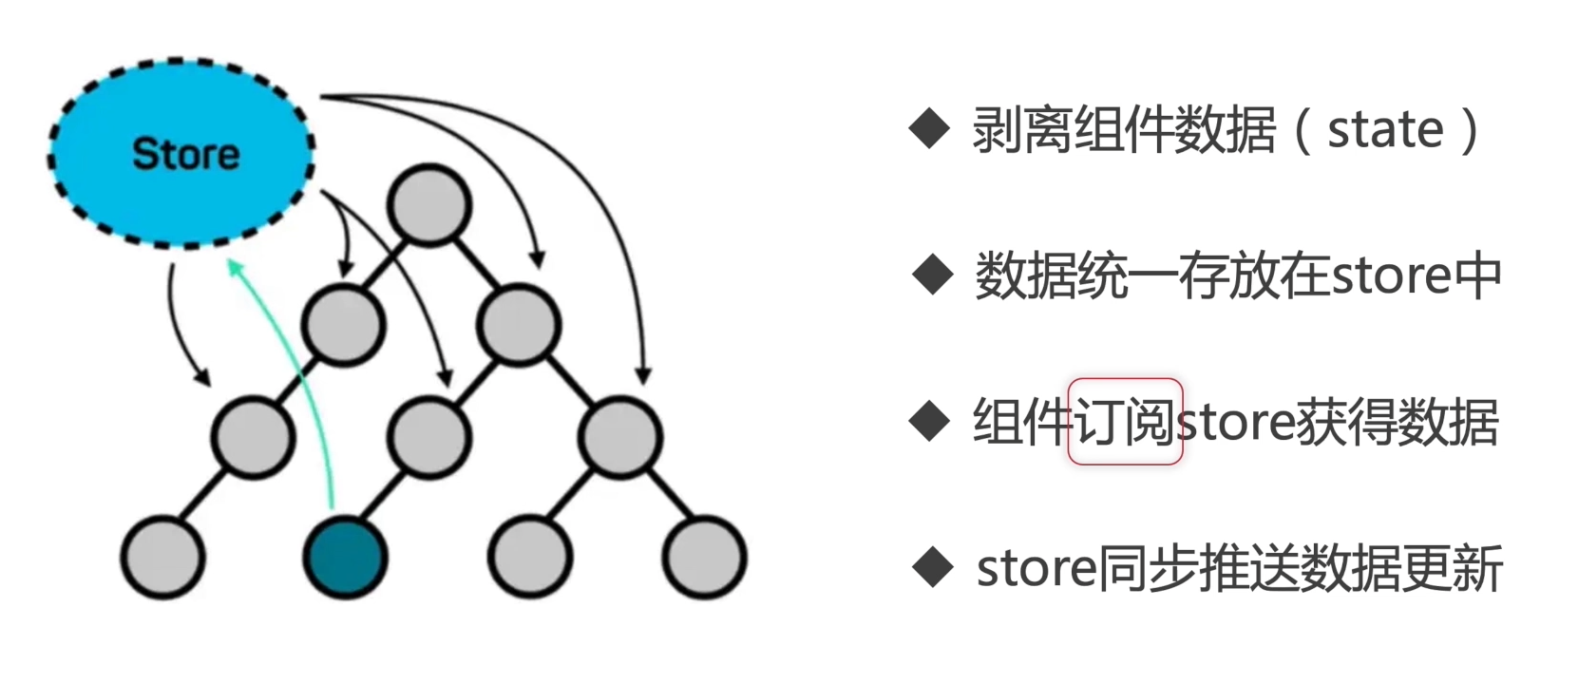 Store
剥离组件数据（state）
数据统一存放在store中
组件订阅store获得数据
store同步推送数据更新